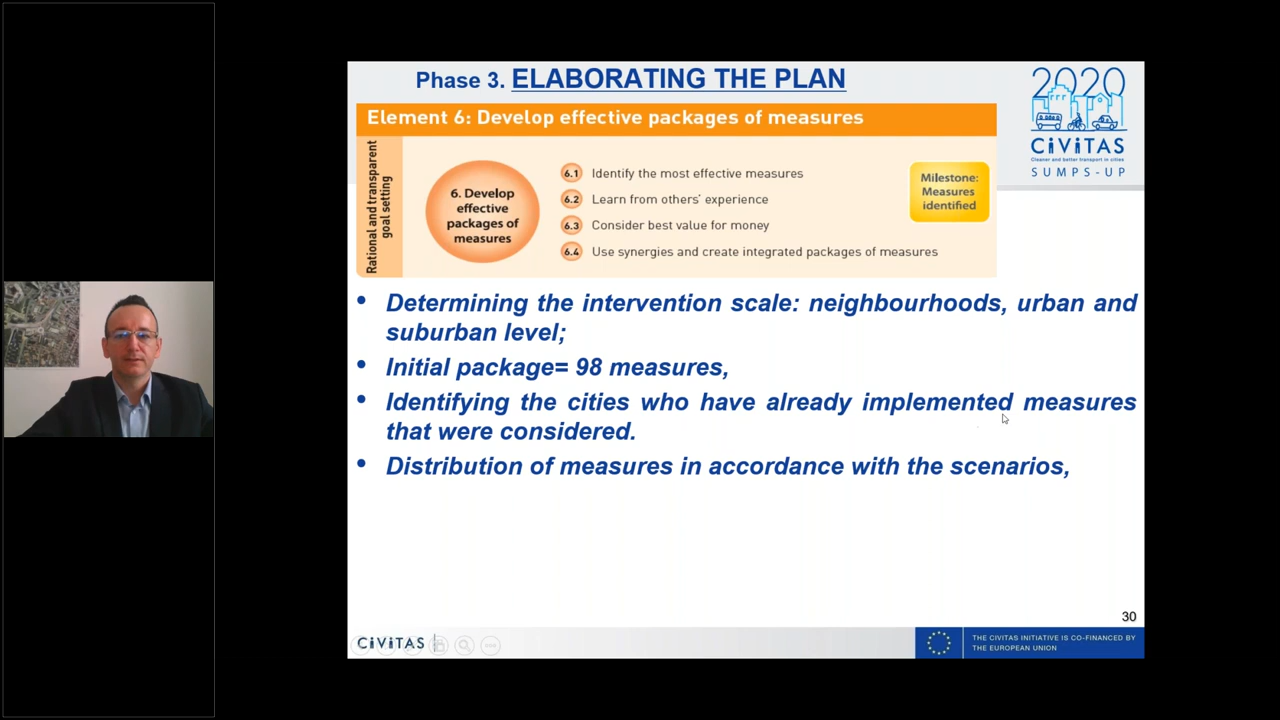 Phase 3. ELABORATING THE PLAN
Element 6: Develop effective packages of measures
Rational and transparent
goal setting
6. Develop
effective
packages of
measures
6.1 Identify the most effective measures
6.2 Learn from others' experience
6.3 Consider best value for money
6.4 Use synergies and create integrated packages of measures
Milestone:
Measures
identified
2020
CiViTAS
Cleaner and better transport in cities
SUMPS-UP
• Determining the intervention scale: neighbourhoods, urban and
suburban level;
• Initial package= 98 measures,
• Identifying the cities who have already implemented measures
that were considered.
• Distribution of measures in accordance with the scenarios,
30
CiViTAS
THE CIVITAS INITIATIVE IS CO-FINANCED BY
THE EUROPEAN UNION